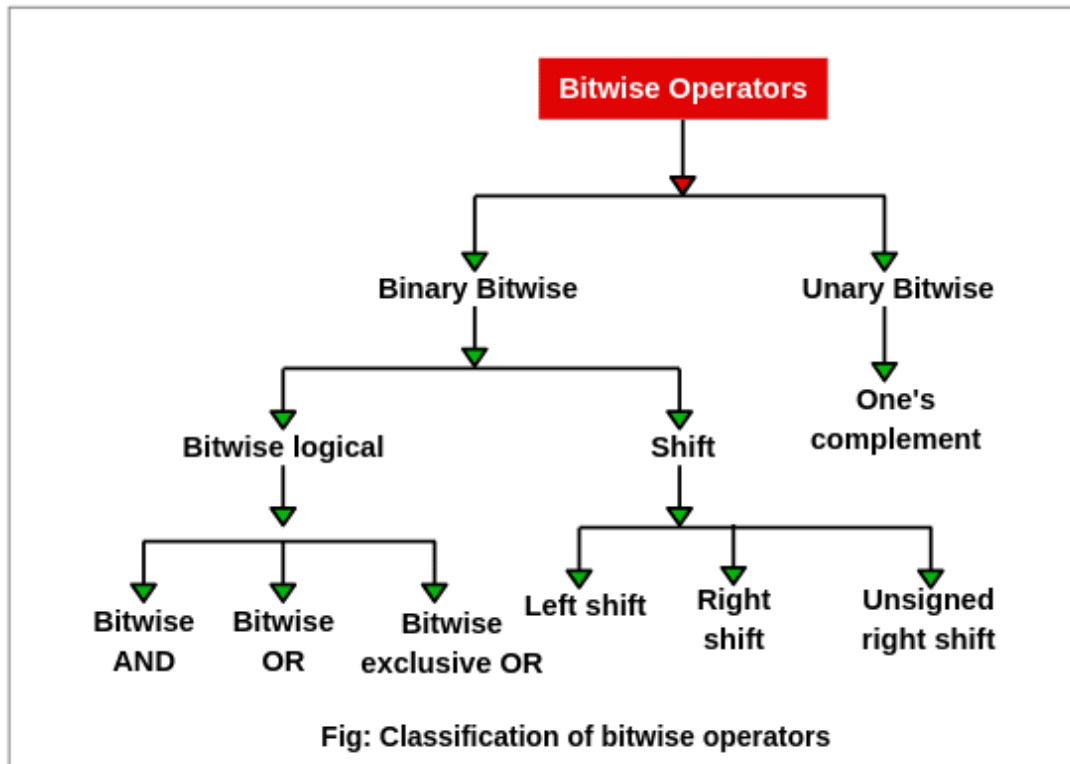 Bitwise Operators
Binary Bitwise
Unary Bitwise
One's
complement
Bitwise logical
Shift
Bitwise
AND
Bitwise
OR
Bitwise
exclusive OR
Left shift
Right
shift
Unsigned
right shift
Fig: Classification of bitwise operators